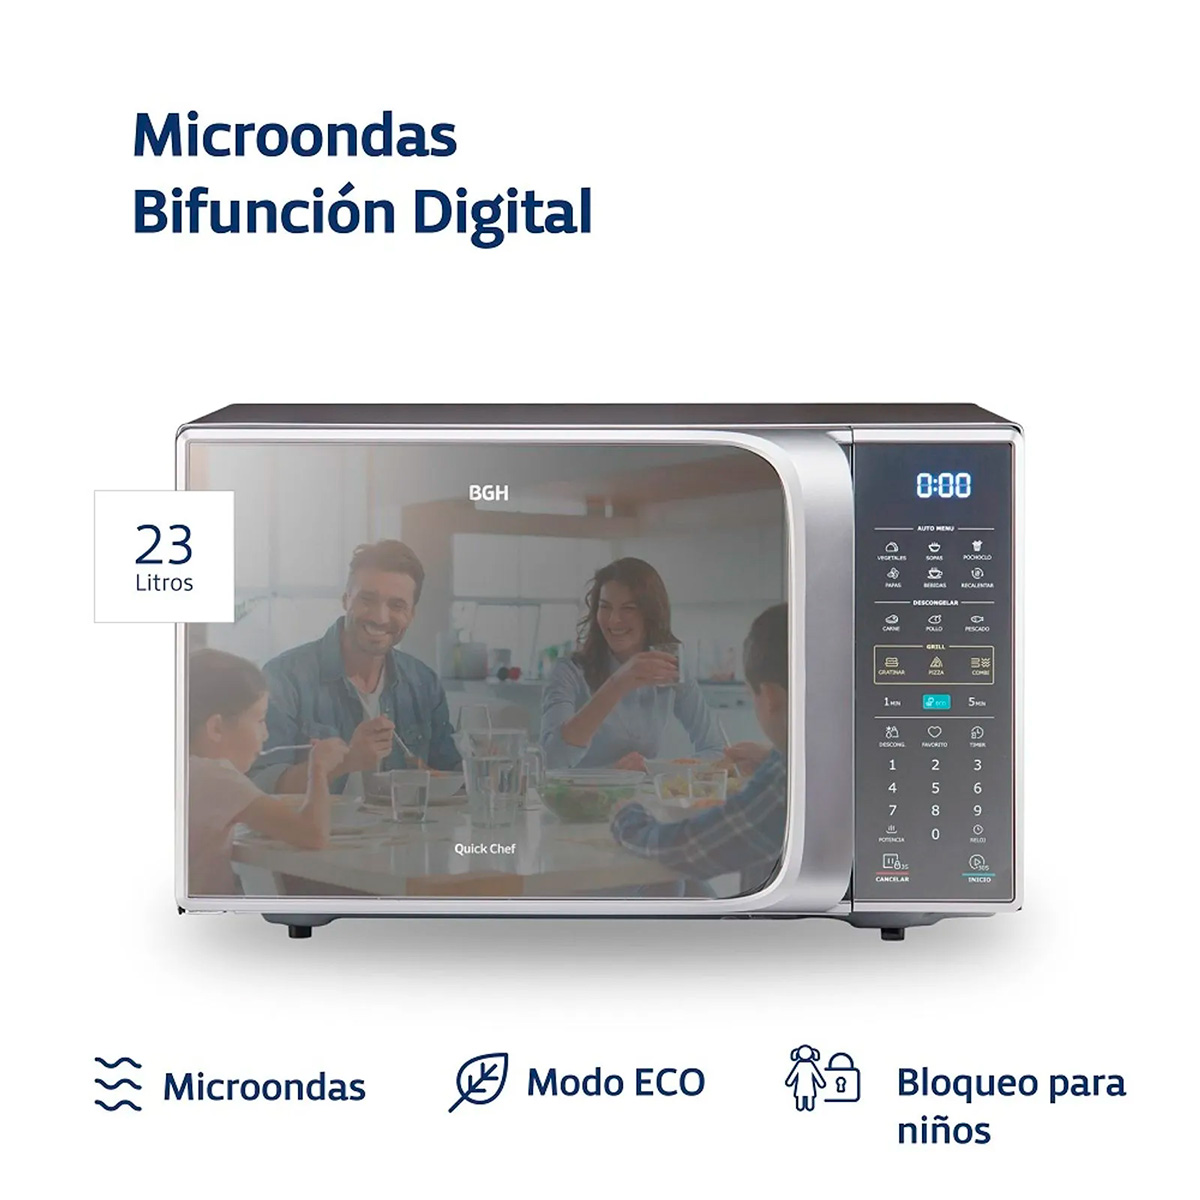 Microondas
Bifunción Digital
23
Litros
BGH
Quick Chef
0:00
AUTO MENU
VEGETALES SOPAS POCHOCLO
PAPAS BEBIDAS RECALENTAR
DESCONGELAR
CARNE POLLO PESCADO
GRILL
GRATINAR PIZZA COMBI
1 MIN eco 5 MIN
DESCONG. FAVORITO TIMER
1 2 3
4 5 6
7 8 9
POTENCIA 0 RELOJ
3S +30S
CANCELAR INICIO
Microondas
Modo ECO
Bloqueo para
niños